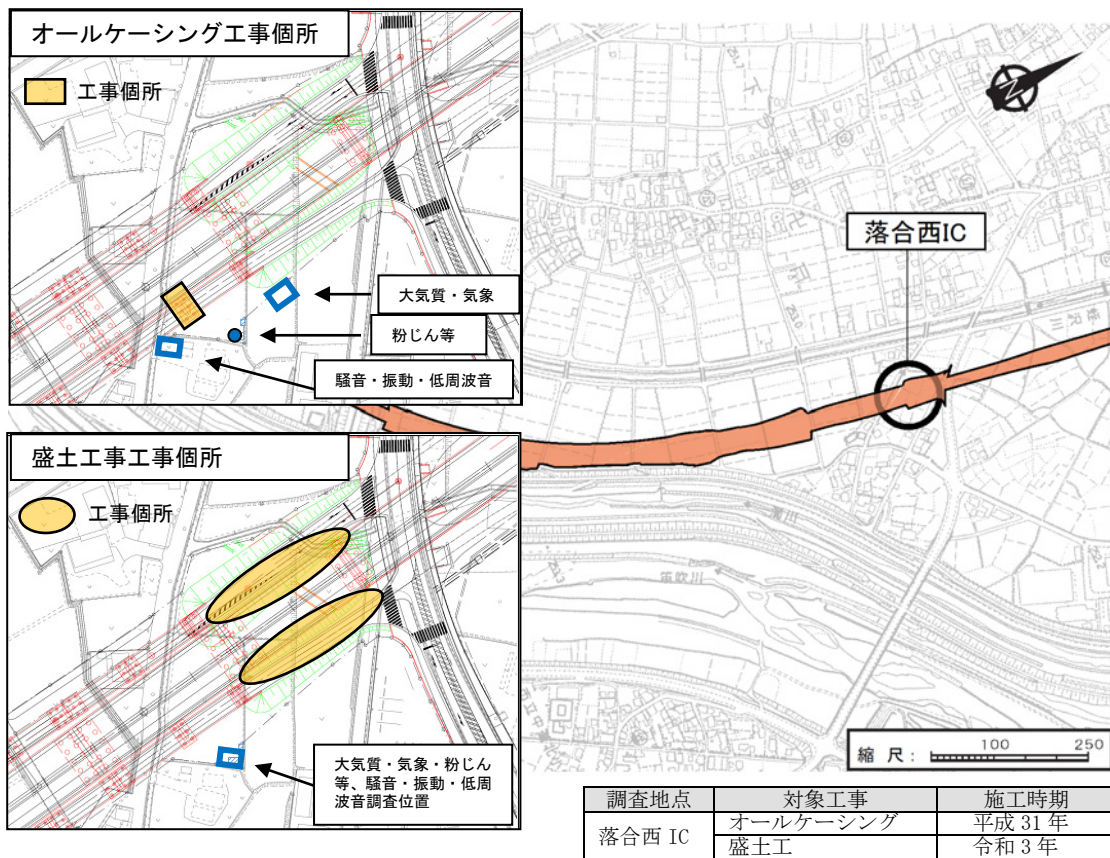 オールケーシング工事個所
工事個所
大気質・気象
粉じん等
騒音・振動・低周波音
盛土工事工事個所
工事個所
大気質・気象・粉じん
等、騒音・振動・低周
波音調査位置
N
落合西IC
笛吹川
縮 尺: 100 250
調査地点 対象工事 施工時期
落合西 IC オールケーシング 平成 31 年
盛土工 令和 3 年